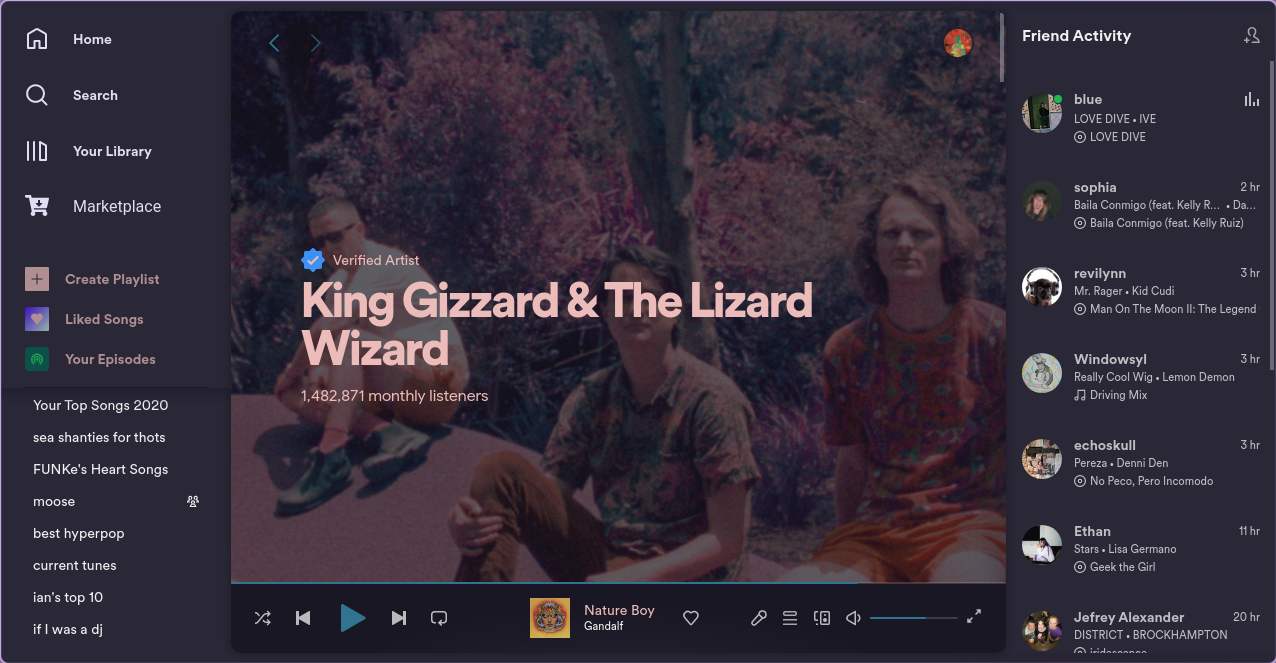 Home
Search
Your Library
Marketplace
Create Playlist
Liked Songs
Your Episodes
Your Top Songs 2020
sea shanties for thots
FUNKe's Heart Songs
moose
best hyperpop
current tunes
ian's top 10
if I was a dj
Verified Artist
King Gizzard & The Lizard
Wizard
1,482,871 monthly listeners
Nature Boy
Gandalf
Friend Activity
blue
LOVE DIVE • IVE
LOVE DIVE
sophia 2 hr
Baila Conmigo (feat. Kelly R... • Da...
Baila Conmigo (feat. Kelly Ruiz)
revilynn 3 hr
Mr. Rager • Kid Cudi
Man On The Moon II: The Legend
Windowsyl 3 hr
Really Cool Wig • Lemon Demon
Driving Mix
echoskull 3 hr
Pereza • Denni Den
No Peco, Pero Incomodo
Ethan 11 hr
Stars • Lisa Germano
Geek the Girl
Jefrey Alexander 20 hr
DISTRICT • BROCKHAMPTON
iridescence